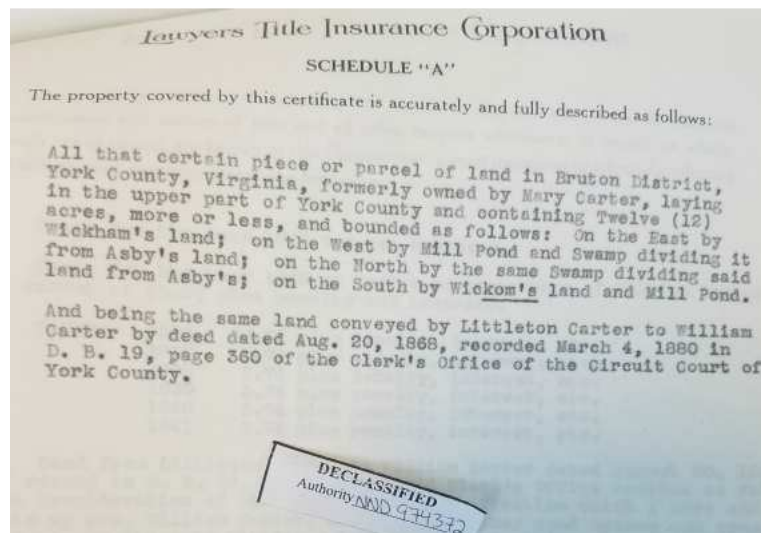 Lawyers Title Insurance Corporation
SCHEDULE "A"
The property covered by this certificate is accurately and fully described as follows:
All that certain piece or parcel of land in Bruton District,
York County, Virginia, formerly owned by Mary Carter, laying
in the upper part of York County and containing Twelve (12)
acres, more or less, and bounded as follows: On the East by
Wickham's land; on the West by Mill Pond and Swamp dividing it
from Asby's land; on the North by the same Swamp dividing said
land from Asby's; on the South by Wickom's land and Mill Pond.
And being the same land conveyed by Littleton Carter to William
Carter by deed dated Aug. 20, 1868, recorded March 4, 1880 in
D. B. 19, page 360 of the Clerk's Office of the Circuit Court of
York County.
DECLASSIFIED
Authority NND 974372